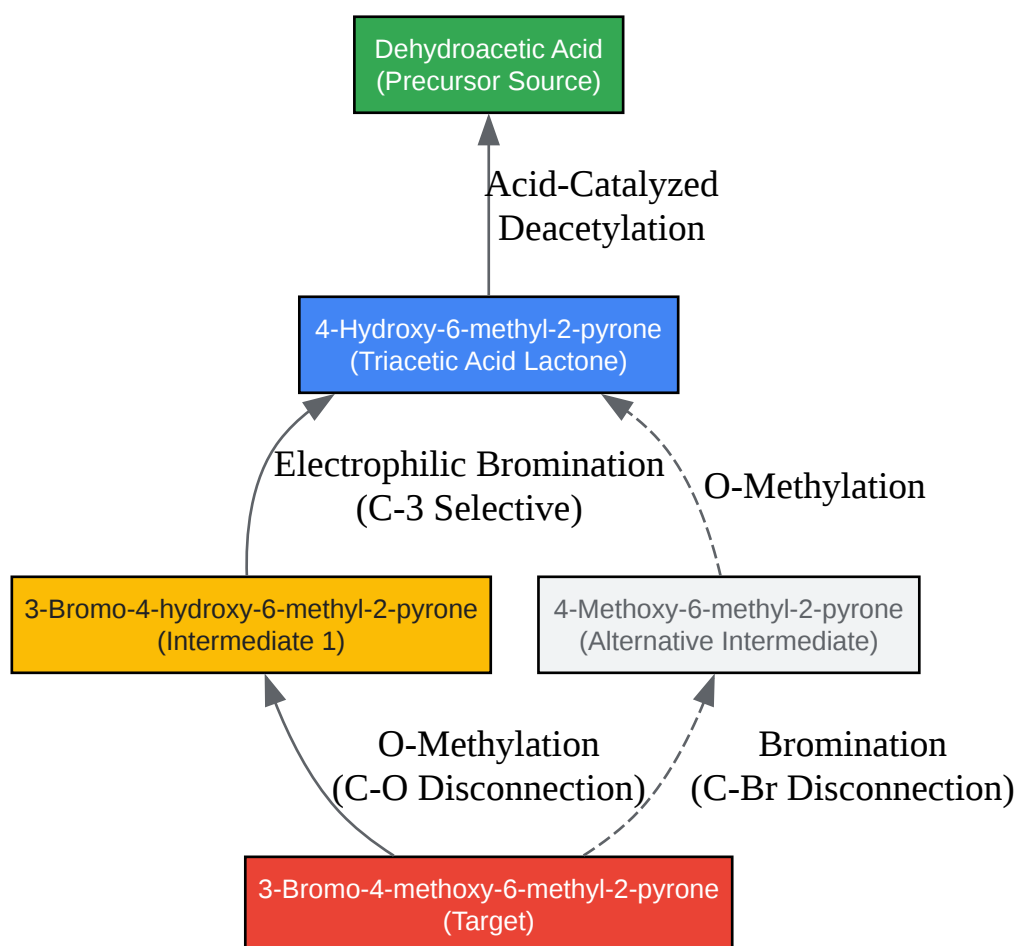 Dehydroacetic Acid
(Precursor Source)
Acid-Catalyzed
Deacetylation
4-Hydroxy-6-methyl-2-pyrone
(Triacetic Acid Lactone)
Electrophilic Bromination
(C-3 Selective)
O-Methylation
3-Bromo-4-hydroxy-6-methyl-2-pyrone
(Intermediate 1)
4-Methoxy-6-methyl-2-pyrone
(Alternative Intermediate)
O-Methylation
(C-O Disconnection)
Bromination
(C-Br Disconnection)
3-Bromo-4-methoxy-6-methyl-2-pyrone
(Target)